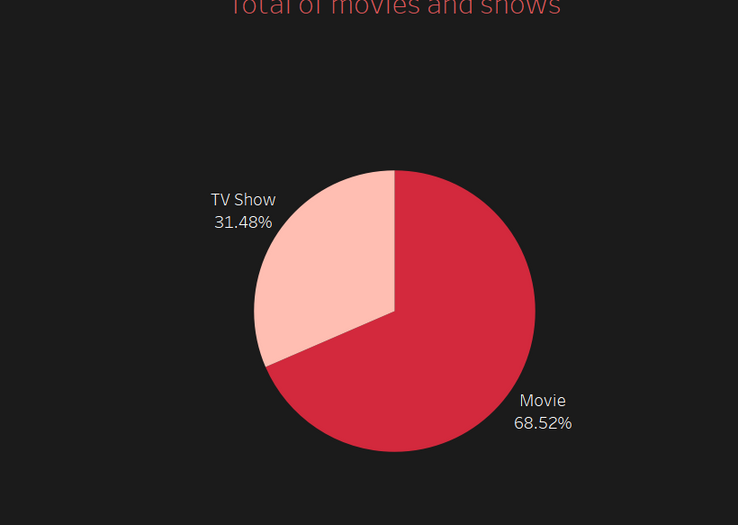 Total of movies and shows
TV Show
31.48%
Movie
68.52%